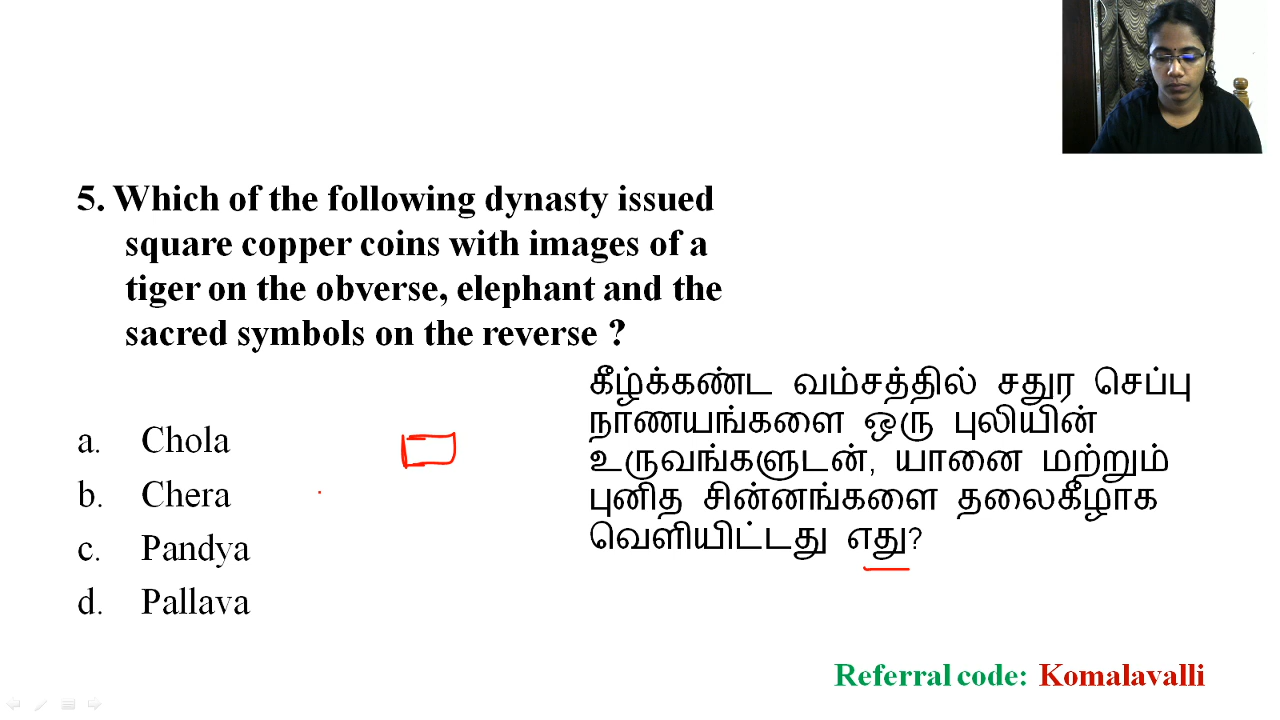 5. Which of the following dynasty issued
square copper coins with images of a
tiger on the obverse, elephant and the
sacred symbols on the reverse ?
a. Chola
b. Chera
c. Pandya
d. Pallava
கீழ்க்கண்ட வம்சத்தில் சதுர செப்பு
நாணயங்களை ஒரு புலியின்
உருவங்களுடன், யானை மற்றும்
புனித சின்னங்களை தலைகீழாக
வெளியிட்டது எது?
Referral code: Komalavalli